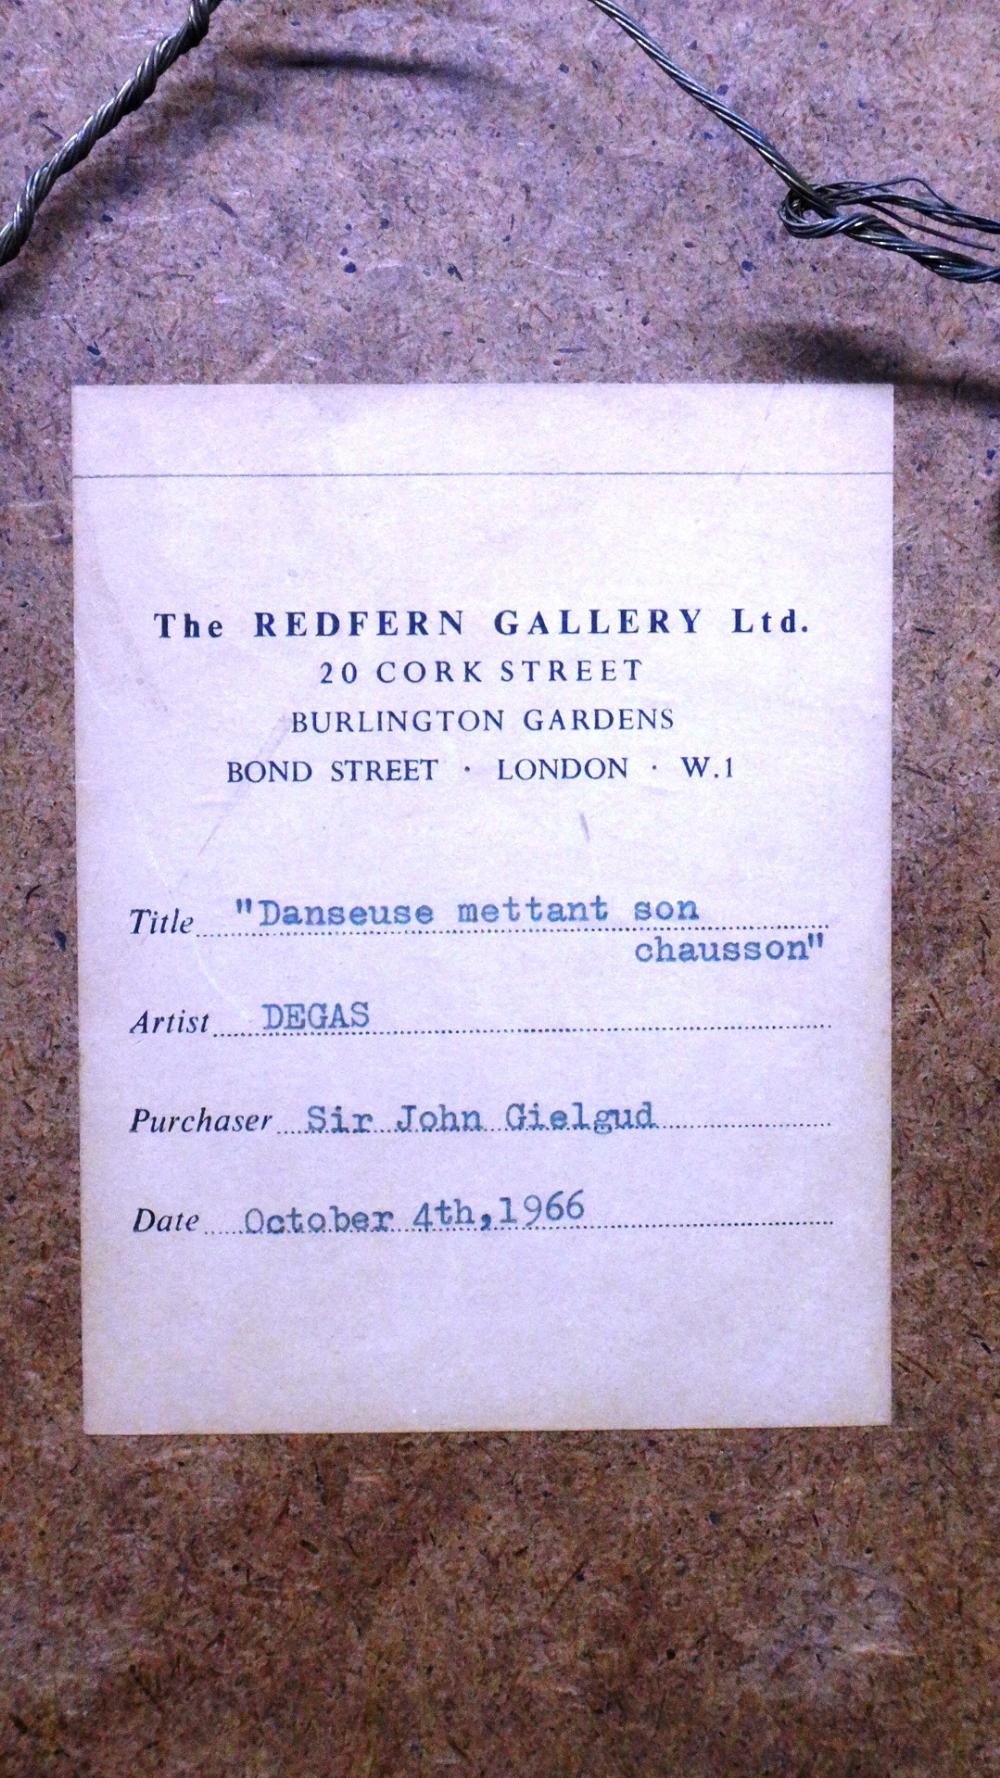 The REDFERN GALLERY Ltd.
20 CORK STREET
BURLINGTON GARDENS
BOND STREET · LONDON · W.1
Title "Danseuse mettant son
chausson"
Artist DEGAS
Purchaser Sir John Gielgud
Date October 4th,1966